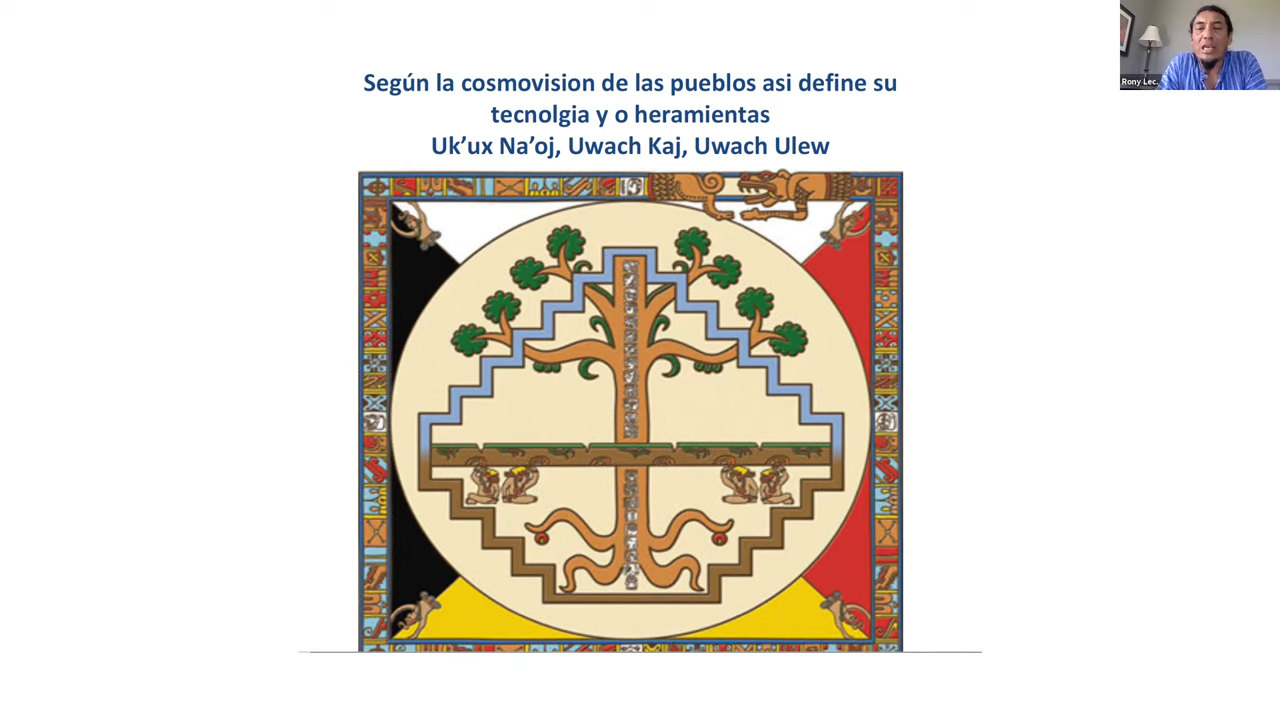 Según la cosmovision de las pueblos asi define su
tecnolgia y o heramientas
Uk’ux Na’oj, Uwach Kaj, Uwach Ulew
Rony Lec.